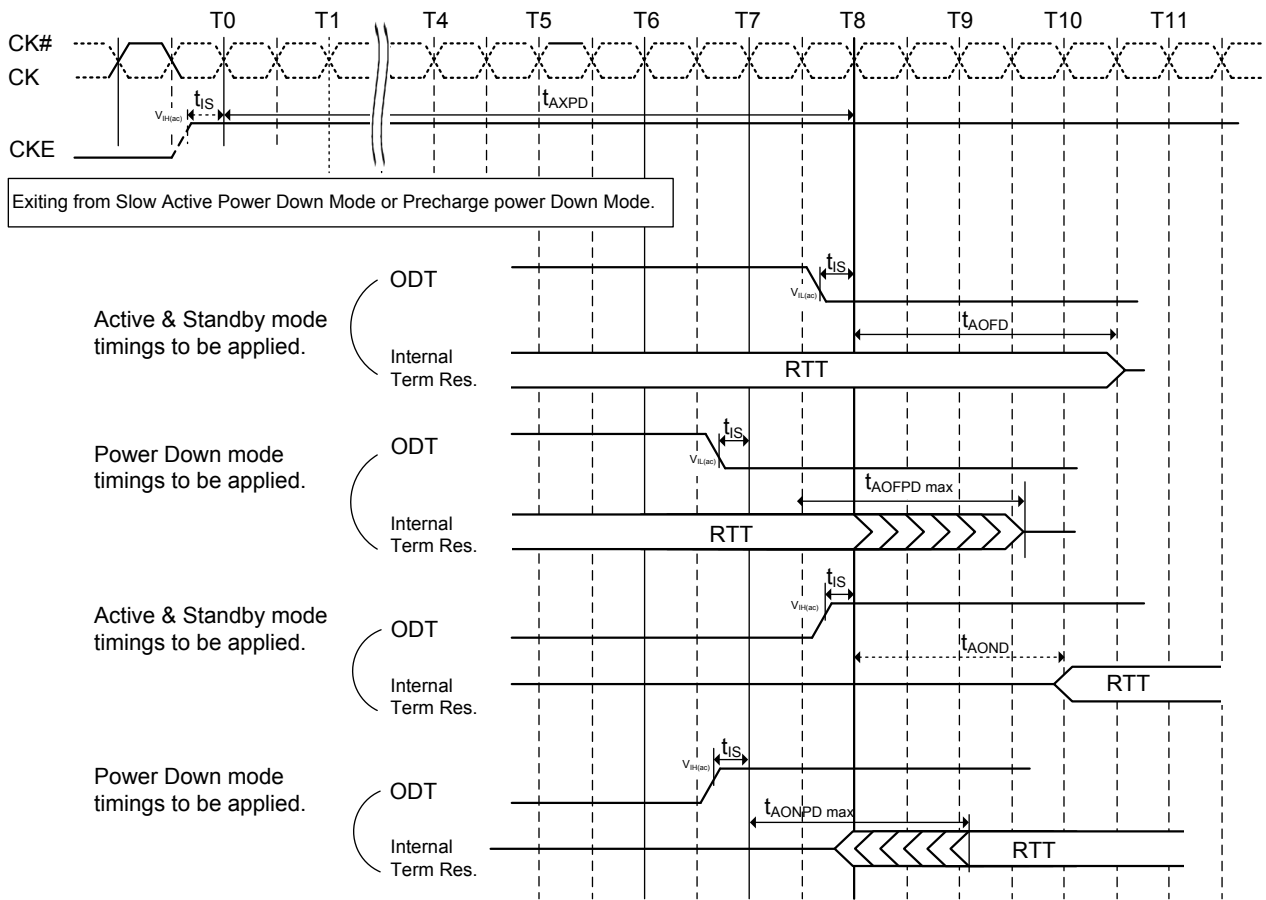 T0 T1 T4 T5 T6 T7 T8 T9 T10 T11
CK#
CK
tIS
tAXPD
VIH(ac)
CKE
Exiting from Slow Active Power Down Mode or Precharge power Down Mode.
ODT
tIS
VIL(ac)
Active & Standby mode
timings to be applied.
tAOFD
Internal
Term Res.
RTT
ODT
tIS
VIL(ac)
Power Down mode
timings to be applied.
tAOFPD max
Internal
Term Res.
RTT
tIS
VIH(ac)
Active & Standby mode
timings to be applied.
ODT
tAOND
Internal
Term Res.
RTT
tIS
VIH(ac)
Power Down mode
timings to be applied.
ODT
tAONPD max
Internal
Term Res.
RTT